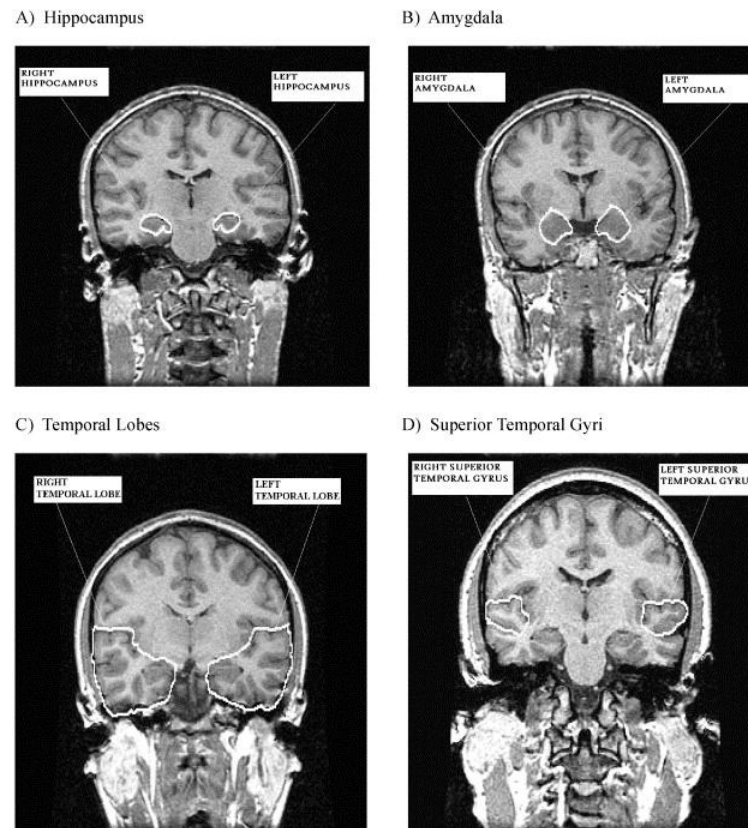 A) Hippocampus
RIGHT
HIPPOCAMPUS
LEFT
HIPPOCAMPUS
B) Amygdala
RIGHT
AMYGDALA
LEFT
AMYGDALA
C) Temporal Lobes
RIGHT
TEMPORAL LOBE
LEFT
TEMPORAL LOBE
D) Superior Temporal Gyri
RIGHT SUPERIOR
TEMPORAL GYRUS
LEFT SUPERIOR
TEMPORAL GYRUS